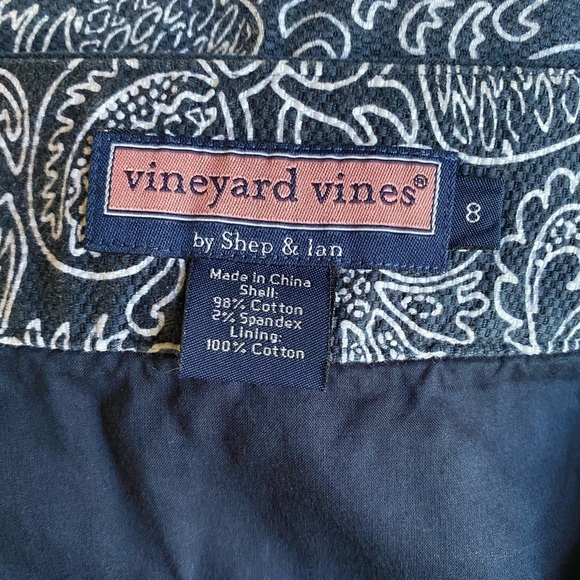 vineyard vines®
8
by Shep & Ian
Made in China
Shell:
98% Cotton
2% Spandex
Lining:
100% Cotton